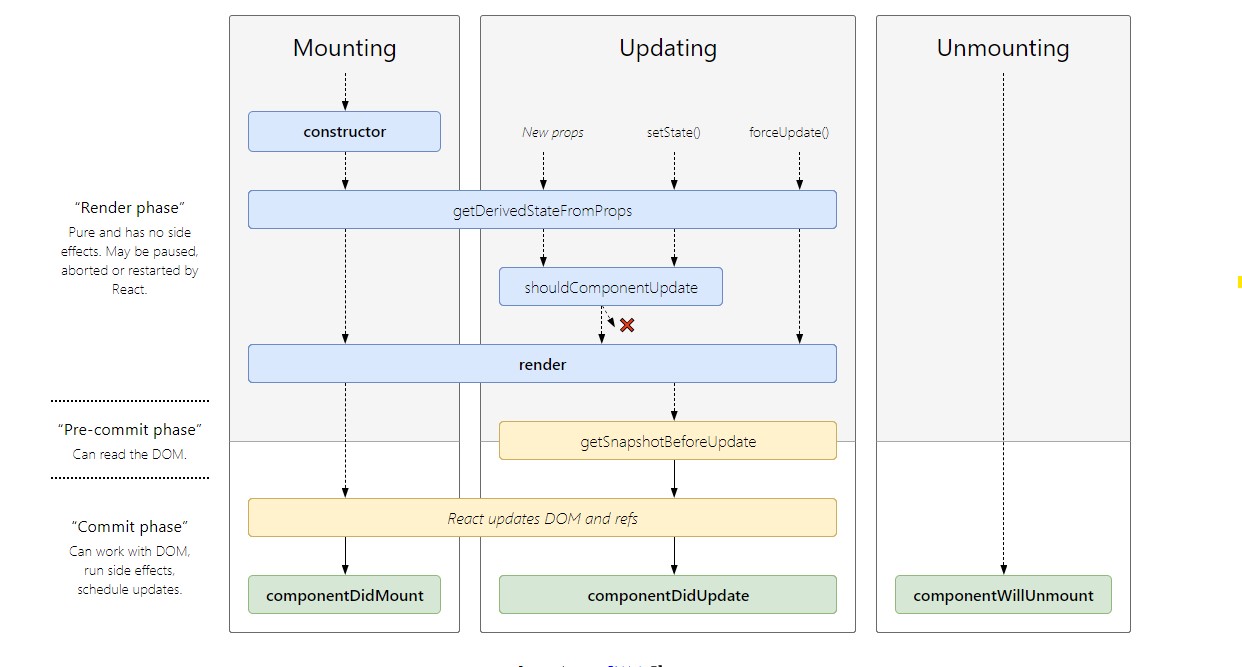 Mounting
Updating
Unmounting
constructor
New props
setState()
forceUpdate()
“Render phase”
Pure and has no side
effects. May be paused,
aborted or restarted by
React.
getDerivedStateFromProps
shouldComponentUpdate
render
“Pre-commit phase”
Can read the DOM.
getSnapshotBeforeUpdate
“Commit phase”
Can work with DOM,
run side effects,
schedule updates.
React updates DOM and refs
componentDidMount
componentDidUpdate
componentWillUnmount